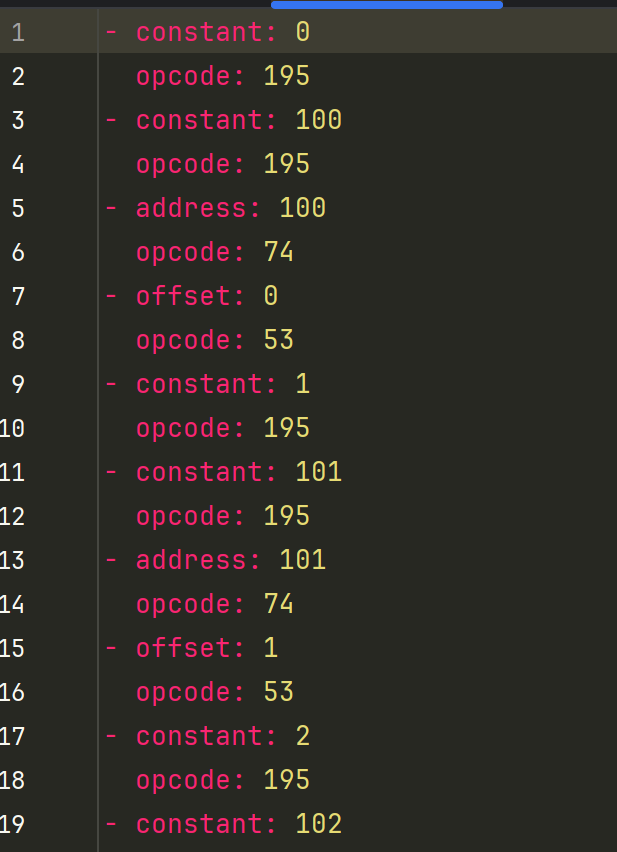 1 - constant: 0
2 opcode: 195
3 - constant: 100
4 opcode: 195
5 - address: 100
6 opcode: 74
7 - offset: 0
8 opcode: 53
9 - constant: 1
10 opcode: 195
11 - constant: 101
12 opcode: 195
13 - address: 101
14 opcode: 74
15 - offset: 1
16 opcode: 53
17 - constant: 2
18 opcode: 195
19 - constant: 102